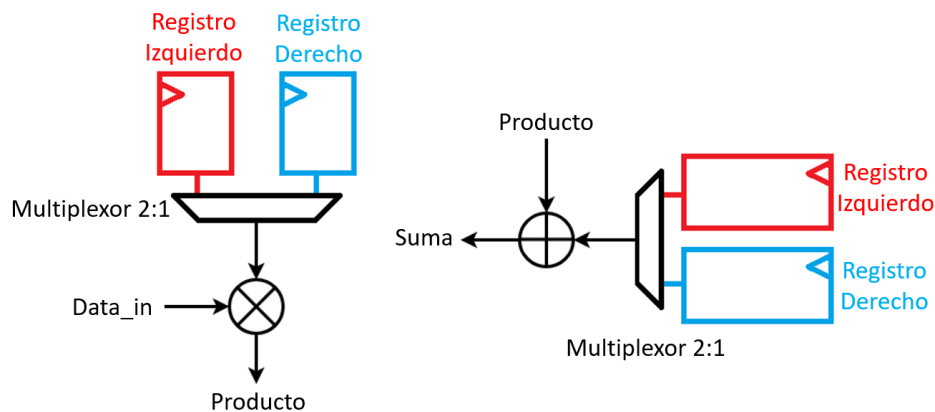 Registro
Izquierdo
Registro
Derecho
Multiplexor 2:1
Data_in
Producto
Producto
Suma
Registro
Izquierdo
Registro
Derecho
Multiplexor 2:1